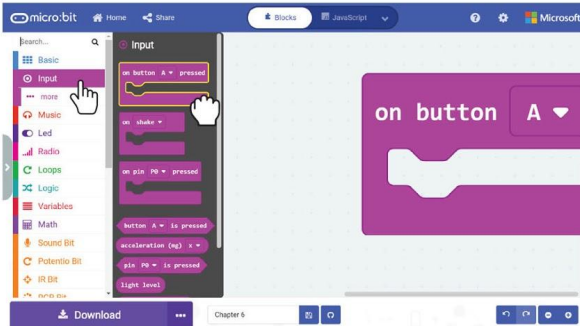 micro:bit Home Share Blocks JavaScript Microsoft
Search...
Basic
Input
more
Music
Led
Radio
Loops
Logic
Variables
Math
Sound Bit
Potentio Bit
IR Bit
Input
on button A pressed
on shake
on pin P0 pressed
button A is pressed
acceleration (mg) x
pin P0 is pressed
light level
on button A
Download
Chapter 6